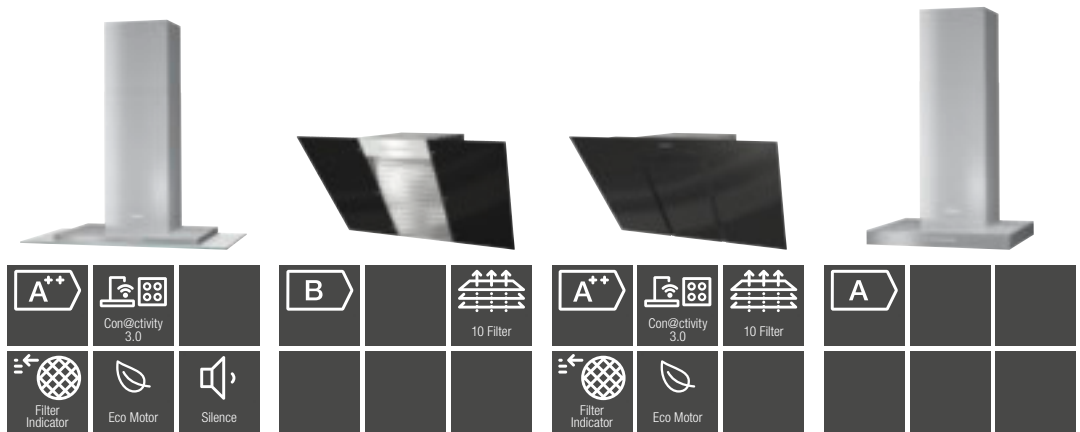 A++
Con@ctivity
3.0
Filter
Indicator
Eco Motor
Silence
B
10 Filter
A++
Con@ctivity
3.0
10 Filter
Filter
Indicator
Eco Motor
A